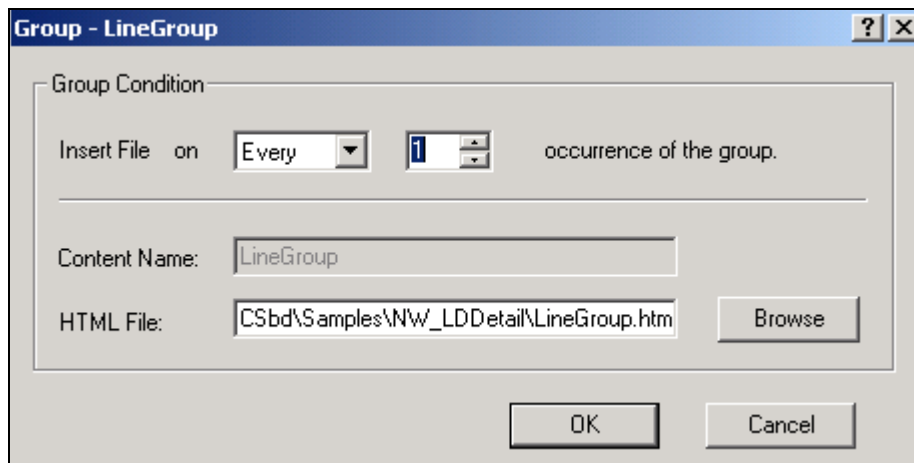 Group - LineGroup
Group Condition
Insert File on Every 1 occurrence of the group.
Content Name: LineGroup
HTML File: CSbd\Samples\NW_LDDetail\LineGroup.htm Browse
OK Cancel